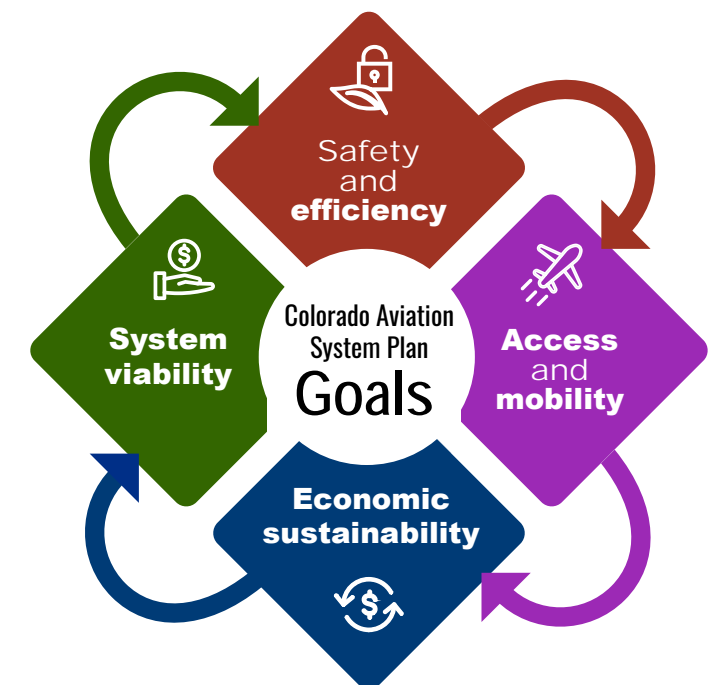 Safety
and
efficiency
Colorado Aviation
System Plan
Goals
System
viability
Access
and
mobility
Economic
sustainability
$
$